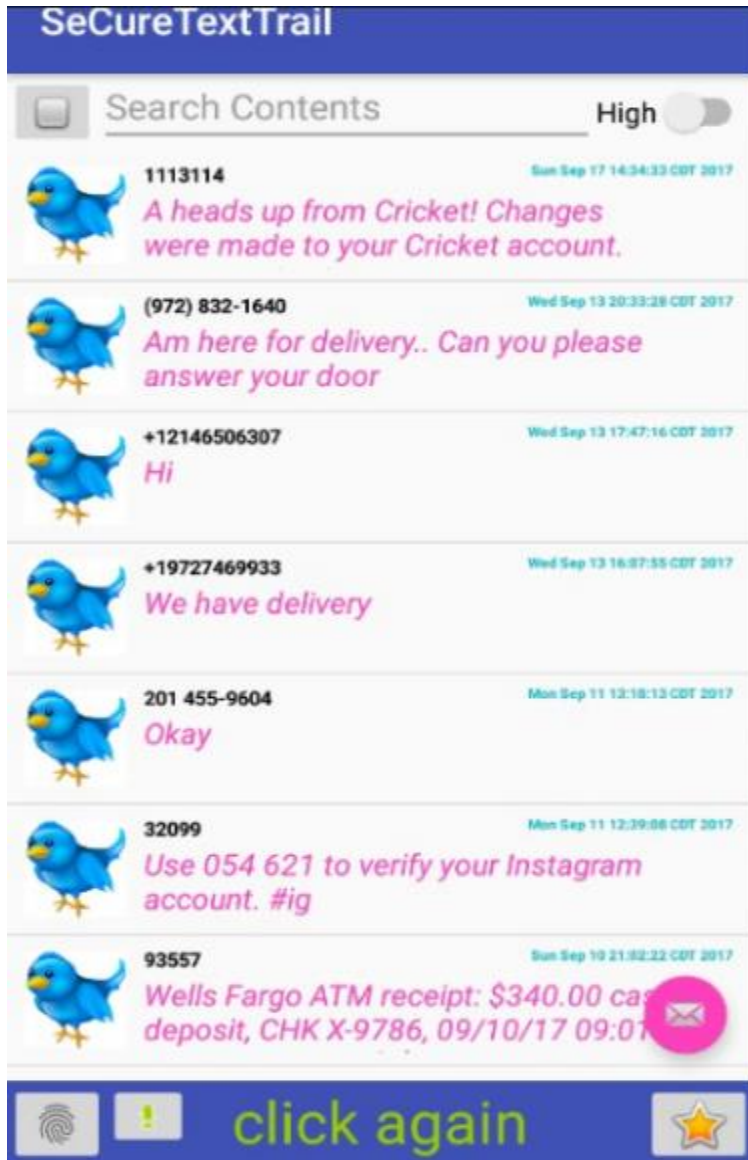 SeCureTextTrail
Search Contents
High
1113114
Sun Sep 17 14:34:33 CDT 2017
A heads up from Cricket! Changes
were made to your Cricket account.
(972) 832-1640
Wed Sep 13 20:33:28 CDT 2017
Am here for delivery.. Can you please
answer your door
+12146506307
Wed Sep 13 17:47:16 CDT 2017
Hi
+19727469933
Wed Sep 13 16:07:55 CDT 2017
We have delivery
201 455-9604
Mon Sep 11 13:18:13 CDT 2017
Okay
32099
Mon Sep 11 12:39:08 CDT 2017
Use 054 621 to verify your Instagram
account. #ig
93557
Sun Sep 10 21:02:22 CDT 2017
Wells Fargo ATM receipt: $340.00 cas
deposit, CHK X-9786, 09/10/17 09:01
click again